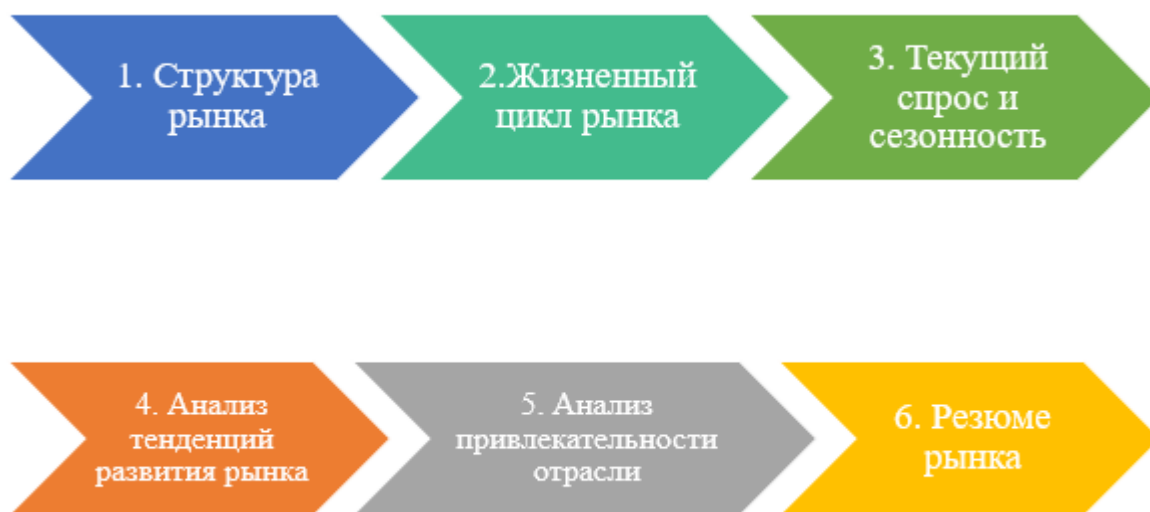 1. Структура
рынка
2.Жизненный
цикл рынка
3. Текущий
спрос и
сезонность
4. Анализ
тенденций
развития рынка
5. Анализ
привлекательности
отрасли
6. Резюме
рынка